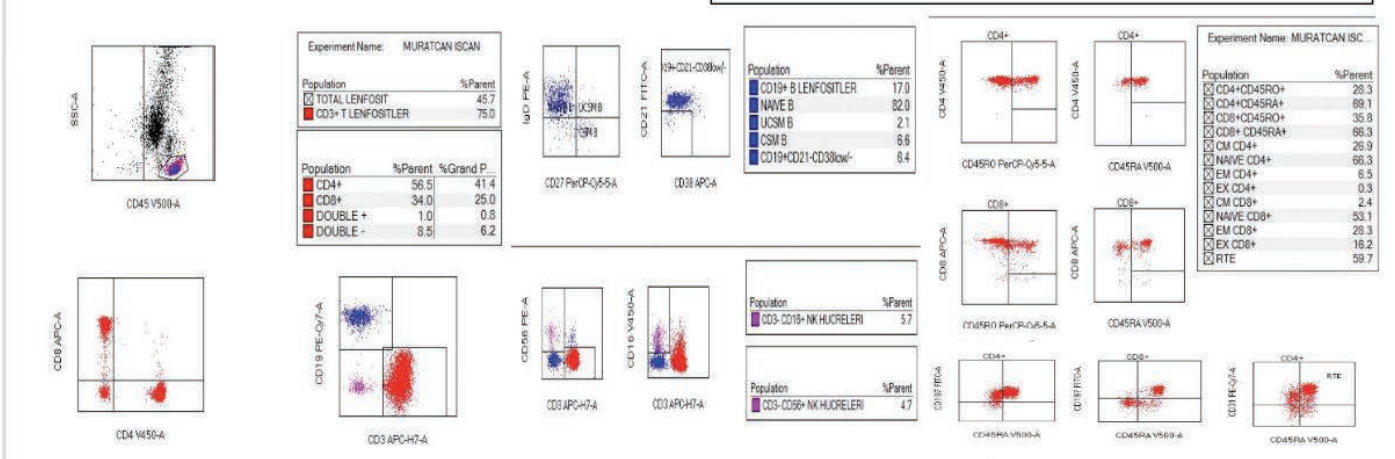 SSC-A
CD45 V500-A
Experiment Name: MURATCAN ISCAN
Population %Parent
TOTAL LENFOSIT 45.7
CD3+ T LENFOSITLER 75.0
Population %Parent %Grand P...
CD4+ 56.5 41.4
CD8+ 34.0 25.0
DOUBLE + 1.0 0.8
DOUBLE - 8.5 6.2
IgD PE-A
UCSM B
CSM B
CD27 PerCP-Cy5-5-A
CD21 FITC-A
D19+CD21-CD38low/-
CD38 APC-A
Population %Parent
CD19+ B LENFOSITLER 17.0
NAIVE B 82.0
UCSM B 2.1
CSM B 6.6
CD19+CD21-CD38low/- 6.4
CD4+
CD4 V450-A
CD45RO PerCP-Cy5-5-A
CD4+
CD4 V450-A
CD45RA V500-A
Experiment Name: MURATCAN ISC...
Population %Parent
CD4+CD45RO+ 28.3
CD4+CD45RA+ 69.1
CD8+CD45RO+ 35.8
CD8+ CD45RA+ 66.3
CM CD4+ 26.9
NAIVE CD4+ 66.3
EM CD4+ 6.5
EX CD4+ 0.3
CM CD8+ 2.4
NAIVE CD8+ 53.1
EM CD8+ 28.3
EX CD8+ 16.2
RTE 59.7
CD8+
CD8 APC-A
CD45RO PerCP-Cy5-5-A
CD8+
CD8 APC-A
CD45RA V500-A
CD8 APC-A
CD4 V450-A
CD19 PE-Cy7-A
CD3 APC-H7-A
CD56 PE-A
CD3 APC-H7-A
CD16 V450-A
CD3 APC-H7-A
Population %Parent
CD3- CD16+ NK HUCRELERI 5.7
Population %Parent
CD3- CD56+ NK HUCRELERI 4.7
CD4+
CD197 FITC-A
CD45RA V500-A
CD8+
CD197 FITC-A
CD45RA V500-A
CD4+
RTE
CD31 PE-Cy7-A
CD45RA V500-A